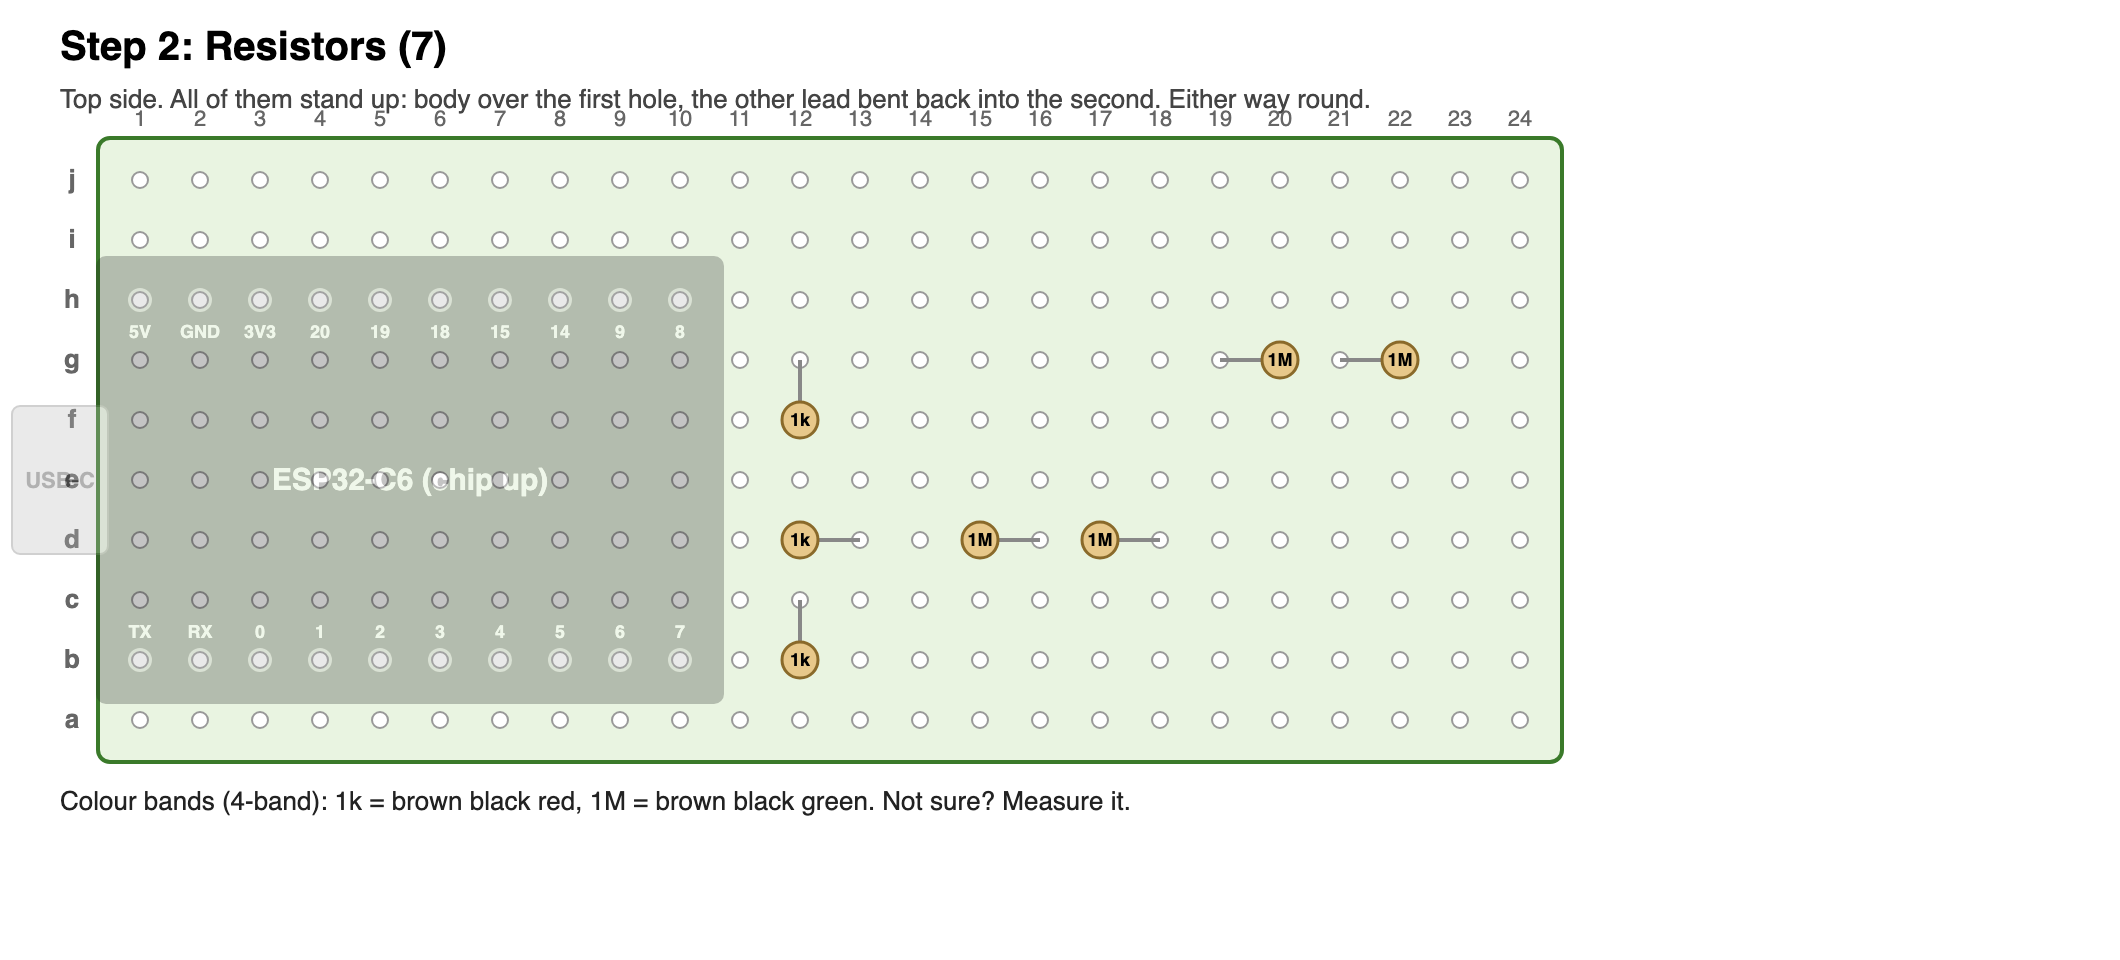 Step 2: Resistors (7)
Top side. All of them stand up: body over the first hole, the other lead bent back into the second. Either way round.
1 2 3 4 5 6 7 8 9 10 11 12 13 14 15 16 17 18 19 20 21 22 23 24
j
i
h
5V GND 3V3 20 19 18 15 14 9 8
g 1M 1M
f 1k
USB-C e ESP32-C6 (chip up)
d 1k 1M 1M
c
TX RX 0 1 2 3 4 5 6 7
b 1k
a
Colour bands (4-band): 1k = brown black red, 1M = brown black green. Not sure? Measure it.